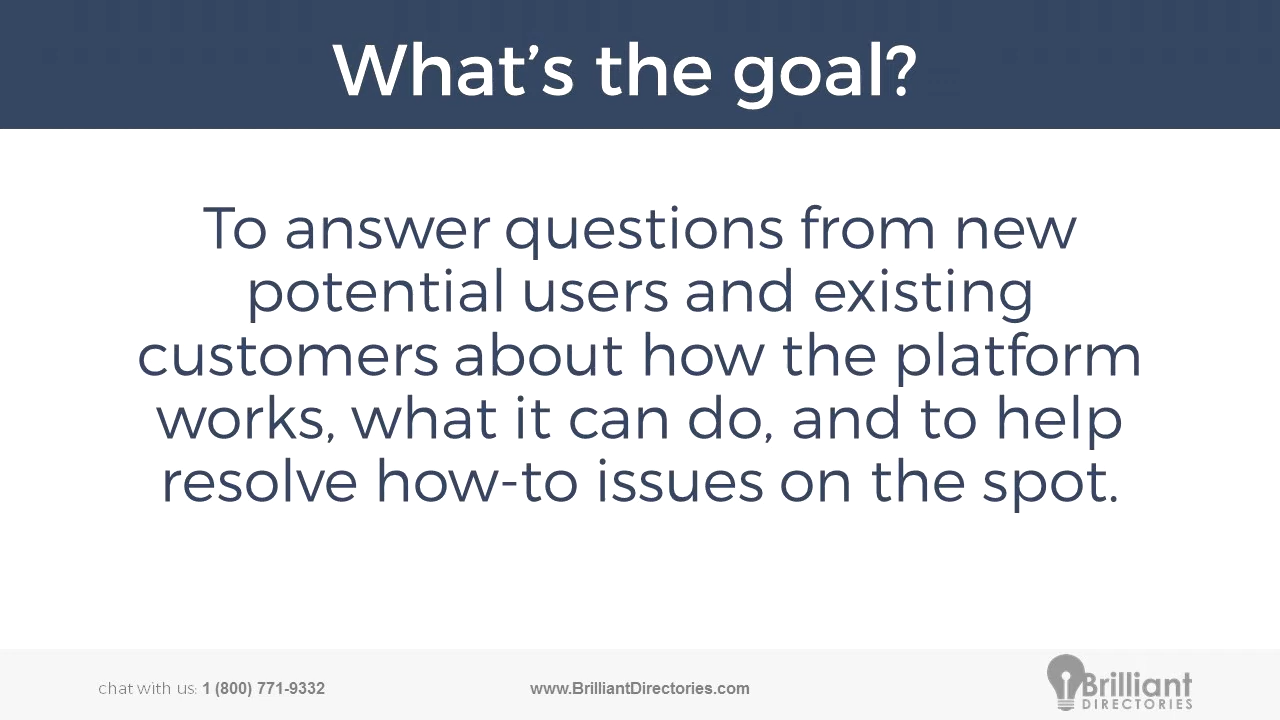 What’s the goal?
To answer questions from new
potential users and existing
customers about how the platform
works, what it can do, and to help
resolve how-to issues on the spot.
chat with us: 1 (800) 771-9332
www.BrilliantDirectories.com
Brilliant
DIRECTORIES